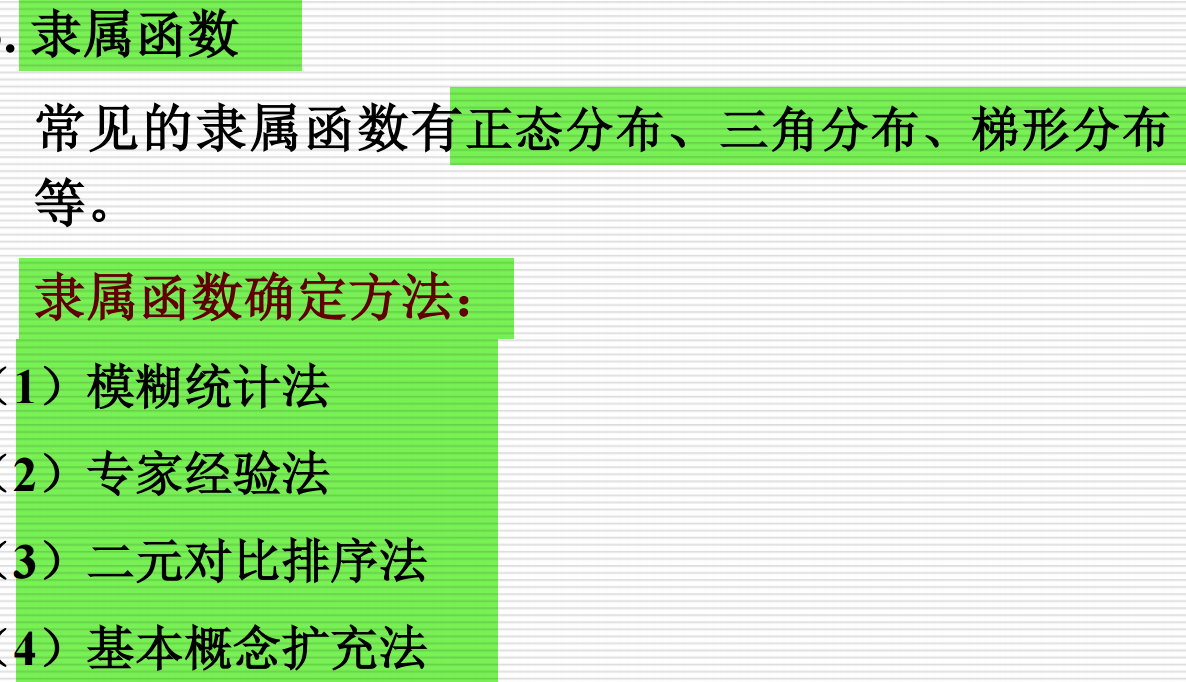 . 隶属函数
常见的隶属函数有正态分布、三角分布、梯形分布
等。
隶属函数确定方法：
（1）模糊统计法
（2）专家经验法
（3）二元对比排序法
（4）基本概念扩充法